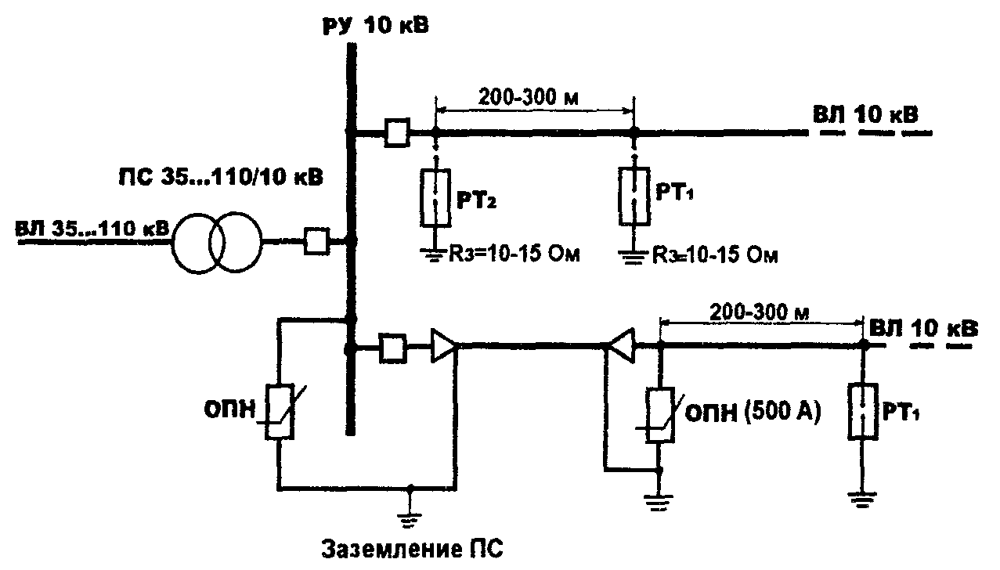 РУ 10 кВ
200-300 м
ВЛ 10 кВ
ПС 35...110/10 кВ
РТ₂
РТ₁
ВЛ 35...110 кВ
Rз=10-15 Ом
Rз=10-15 Ом
200-300 м
ВЛ 10 кВ
ОПН
ОПН (500 А)
РТ₁
Заземление ПС